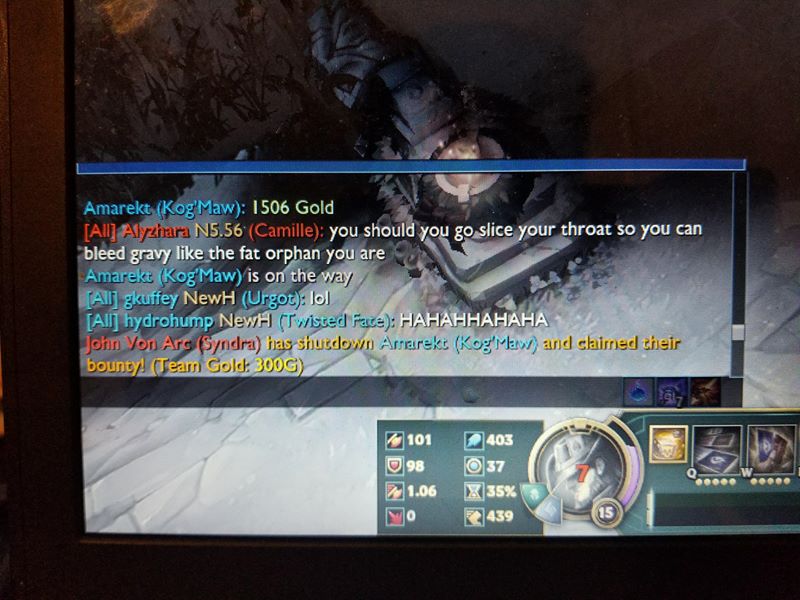 Amarekt (Kog'Maw): 1506 Gold
[All] Alyzhara N5.56 (Camille): you should you go slice your throat so you can
bleed gravy like the fat orphan you are
Amarekt (Kog'Maw) is on the way
[All] gkuffey NewH (Urgot): lol
[All] hydrohump NewH (Twisted Fate): HAHAHHAHAHA
John Von Arc (Syndra) has shutdown Amarekt (Kog'Maw) and claimed their
bounty! (Team Gold: 300G)
7
101 403
98 37
1.06 35%
0 439
7
15
Q W